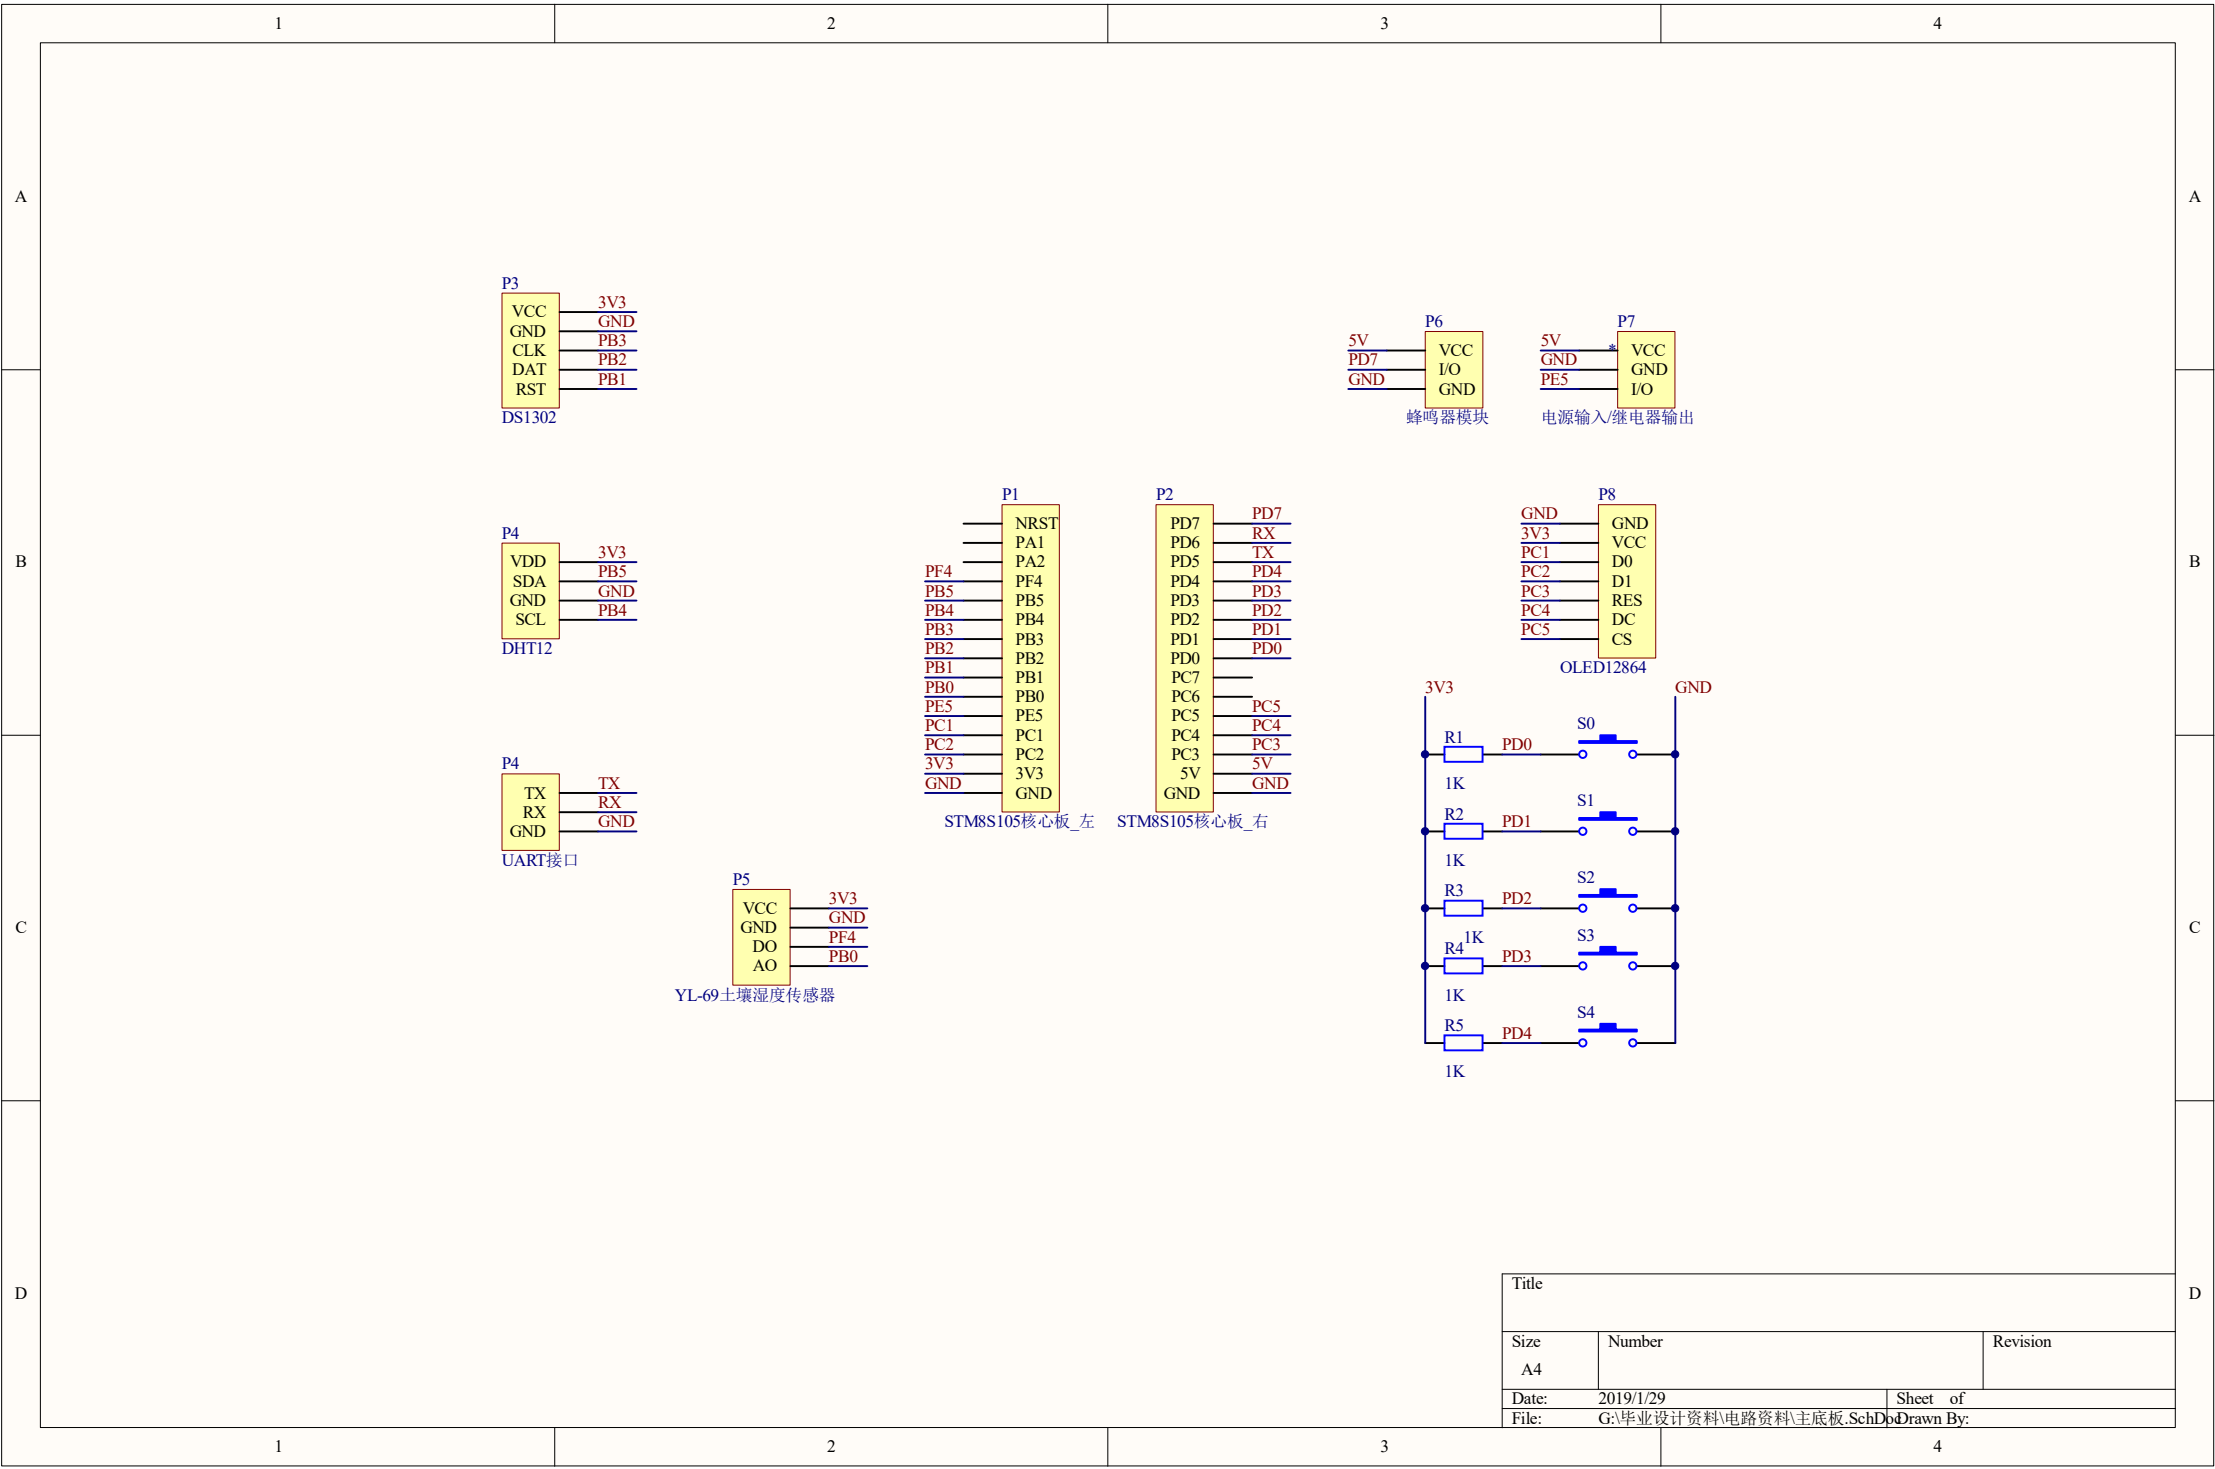 1 2 3 4
A
B
C
D
A
B
C
D
P3
VCC 3V3
GND GND
CLK PB3
DAT PB2
RST PB1
DS1302
P4
VDD 3V3
SDA PB5
GND GND
SCL PB4
DHT12
P4
TX TX
RX RX
GND GND
UART接口
P5
VCC 3V3
GND GND
DO PF4
AO PB0
YL-69土壤湿度传感器
P1
NRST
PA1
PA2
PF4 PF4
PB5 PB5
PB4 PB4
PB3 PB3
PB2 PB2
PB1 PB1
PB0 PB0
PE5 PE5
PC1 PC1
PC2 PC2
3V3 3V3
GND GND
STM8S105核心板_左
P2
PD7 PD7
PD6 RX
PD5 TX
PD4 PD4
PD3 PD3
PD2 PD2
PD1 PD1
PD0 PD0
PC7
PC6
PC5 PC5
PC4 PC4
PC3 PC3
5V 5V
GND GND
STM8S105核心板_右
P6
5V VCC
PD7 I/O
GND GND
蜂鸣器模块
P7
5V * VCC
GND GND
PE5 I/O
电源输入/继电器输出
P8
GND GND
3V3 VCC
PC1 D0
PC2 D1
PC3 RES
PC4 DC
PC5 CS
OLED12864
3V3 GND
R1 PD0 S0
1K
R2 PD1 S1
1K
R3 PD2 S2
1K
R4 PD3 S3
1K
R5 PD4 S4
1K
Title
Size Number Revision
A4
Date: 2019/1/29 Sheet of
File: G:\毕业设计资料\电路资料\主底板.SchDoc Drawn By:
1 2 3 4